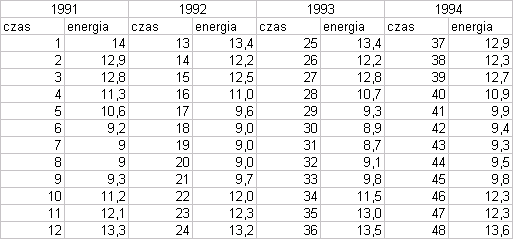 1991 1992 1993 1994
czas energia czas energia czas energia czas energia
1 14 13 13,4 25 13,4 37 12,9
2 12,9 14 12,2 26 12,2 38 12,3
3 12,8 15 12,5 27 12,8 39 12,7
4 11,3 16 11,0 28 10,7 40 10,9
5 10,6 17 9,6 29 9,3 41 9,9
6 9,2 18 9,0 30 8,9 42 9,4
7 9 19 9,0 31 8,7 43 9,3
8 9 20 9,0 32 9,1 44 9,5
9 9,3 21 9,7 33 9,8 45 9,8
10 11,2 22 12,0 34 11,5 46 12,3
11 12,1 23 12,3 35 13,0 47 12,3
12 13,3 24 13,2 36 13,5 48 13,6